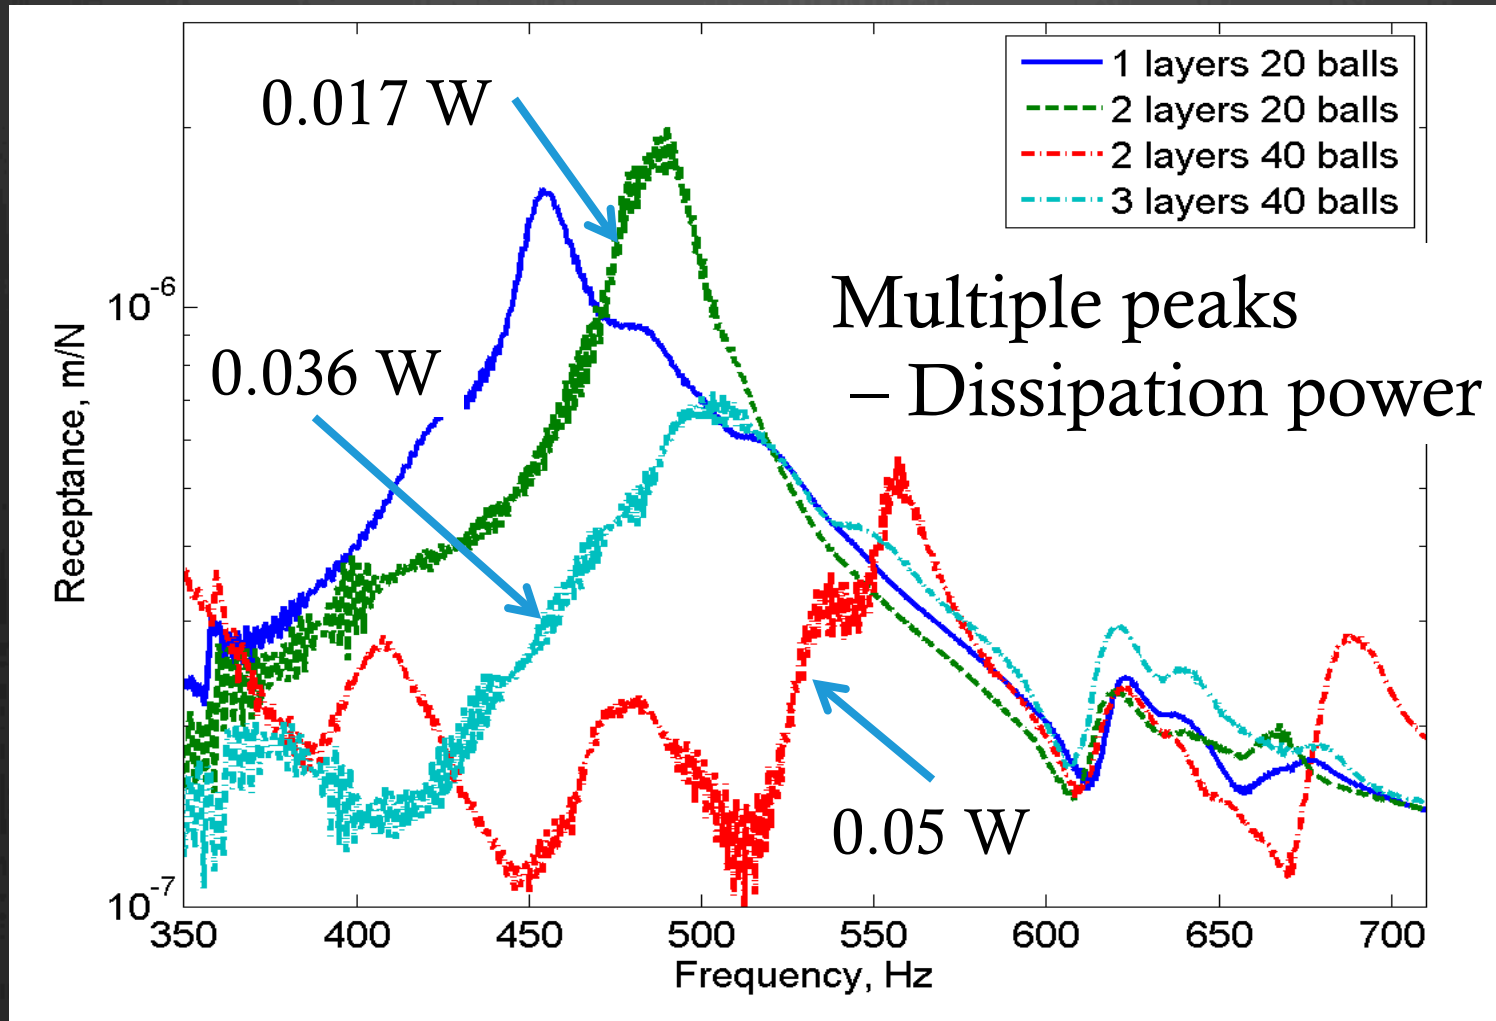 1 layers 20 balls
2 layers 20 balls
2 layers 40 balls
3 layers 40 balls
0.017 W
0.036 W
Multiple peaks
– Dissipation power
0.05 W
Receptance, m/N
10-6
10-7
350 400 450 500 550 600 650 700
Frequency, Hz